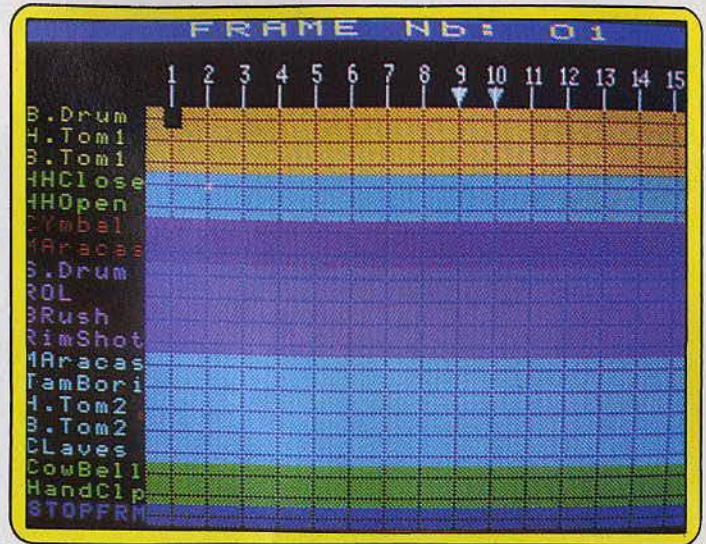 FRAME Nb: 01
1 2 3 4 5 6 7 8 9 10 11 12 13 14 15
B.Drum
H.Tom1
B.Tom1
HHClose
HHOpen
CYmbal
MAracas
S.Drum
ROL
BRush
RimShot
MAracas
TamBori
H.Tom2
B.Tom2
CLaves
CowBell
HandClp
STOPFRM